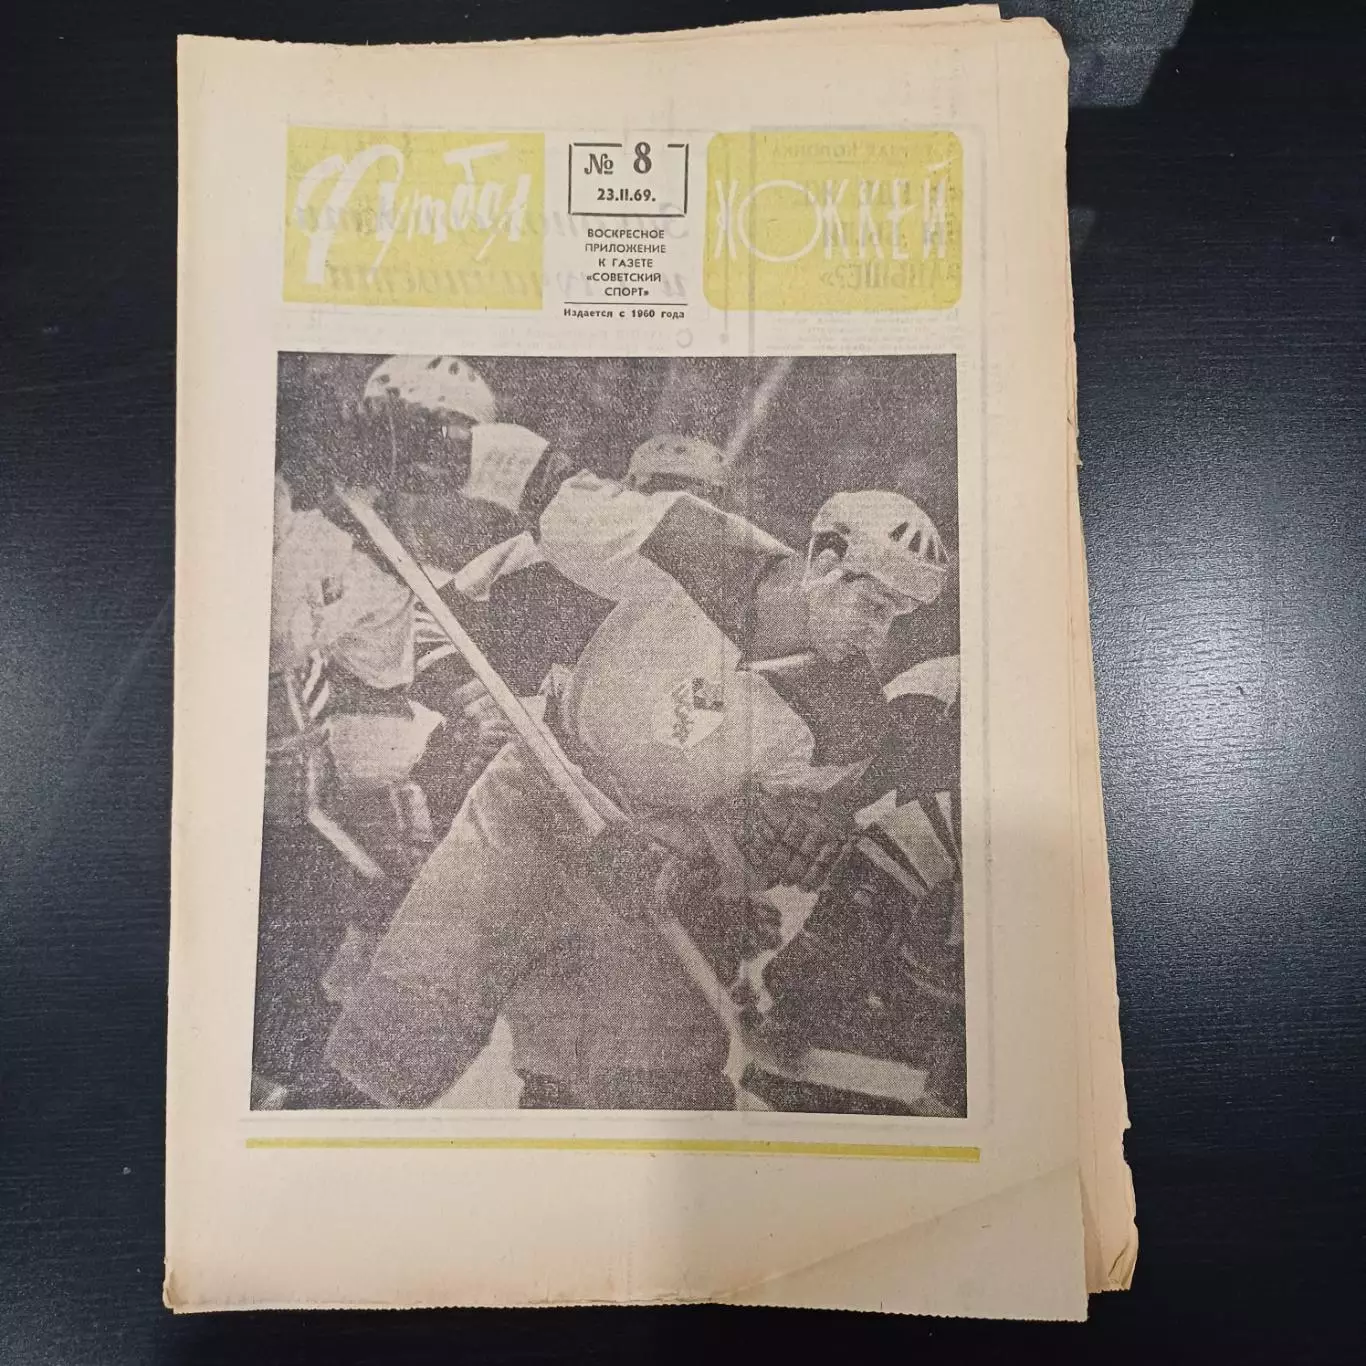 Футбол
№ 8
23.II.69.
ВОСКРЕСНОЕ
ПРИЛОЖЕНИЕ
К ГАЗЕТЕ
«СОВЕТСКИЙ
СПОРТ»
Издается с 1960 года
ХОККЕЙ